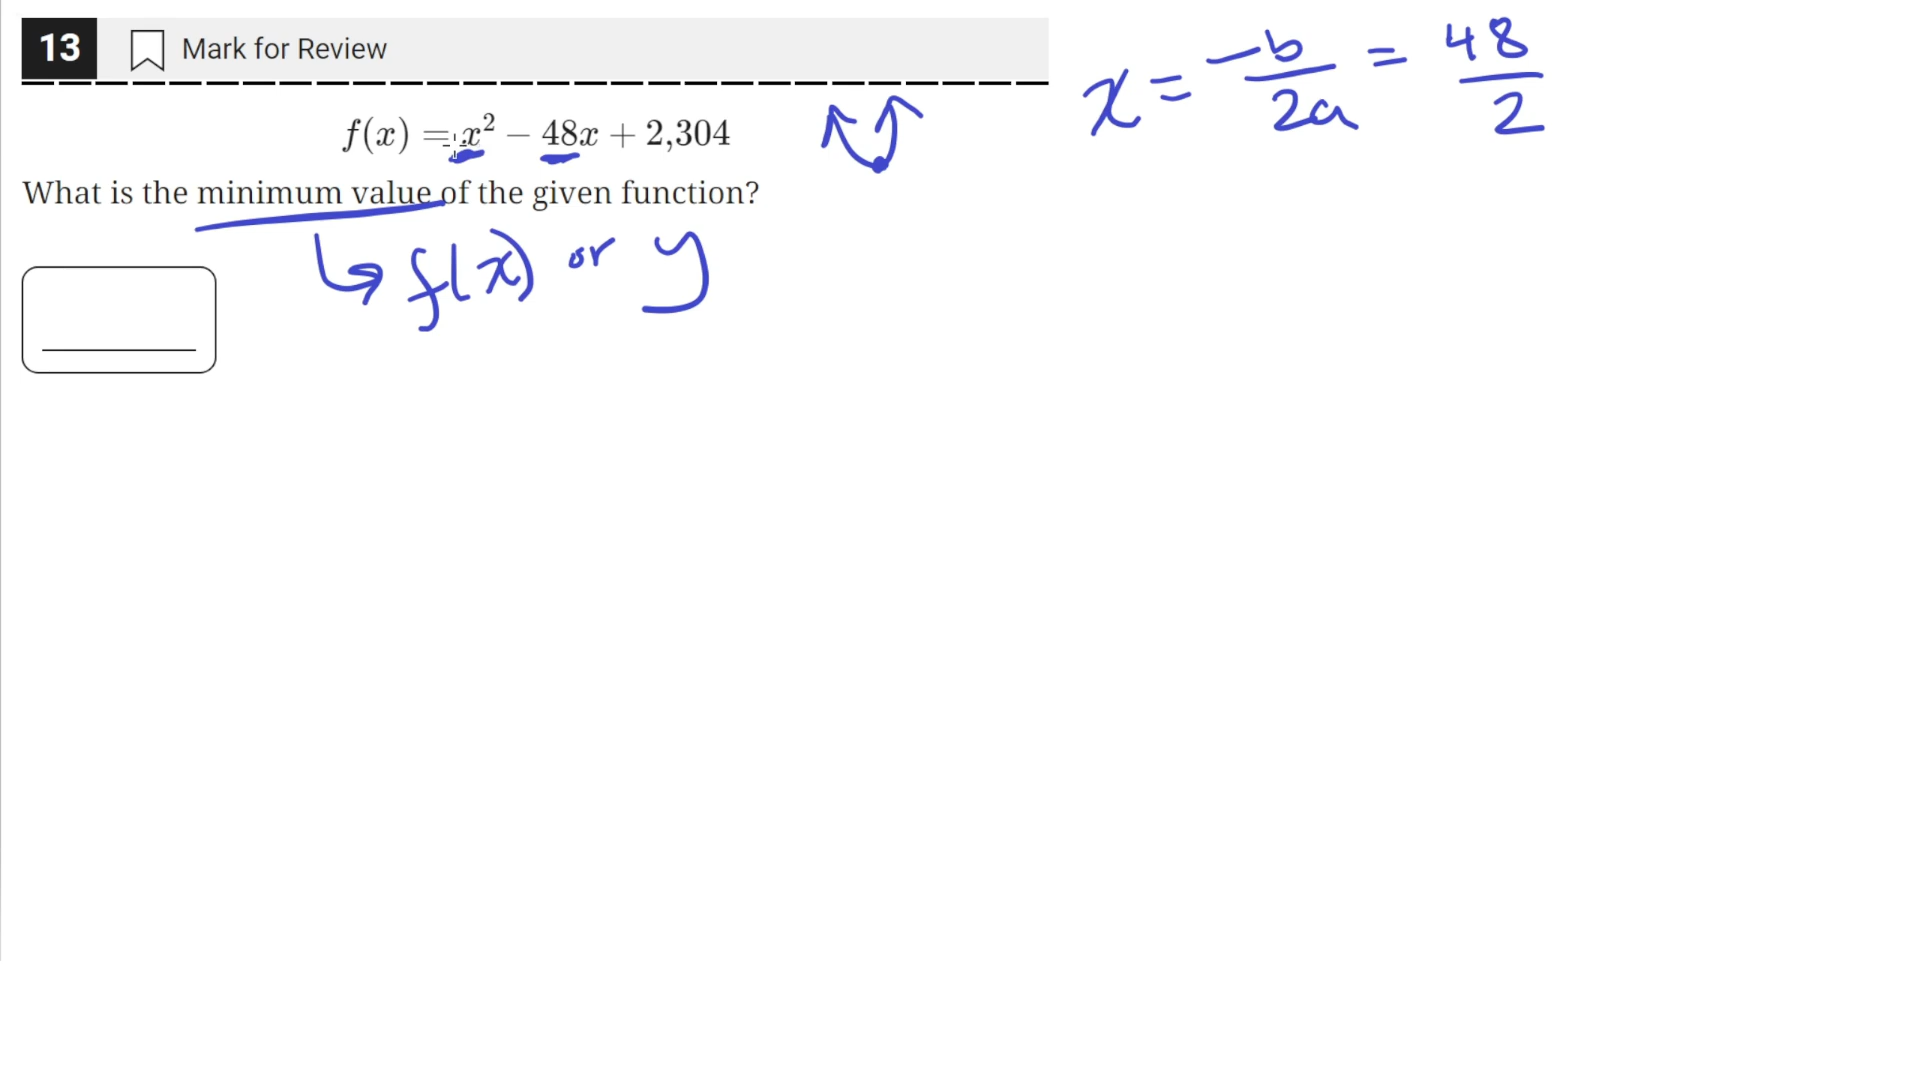 13 Mark for Review
x = -b/2a = 48/2
f(x) = x² − 48x + 2,304
What is the minimum value of the given function?
↳ f(x) or y